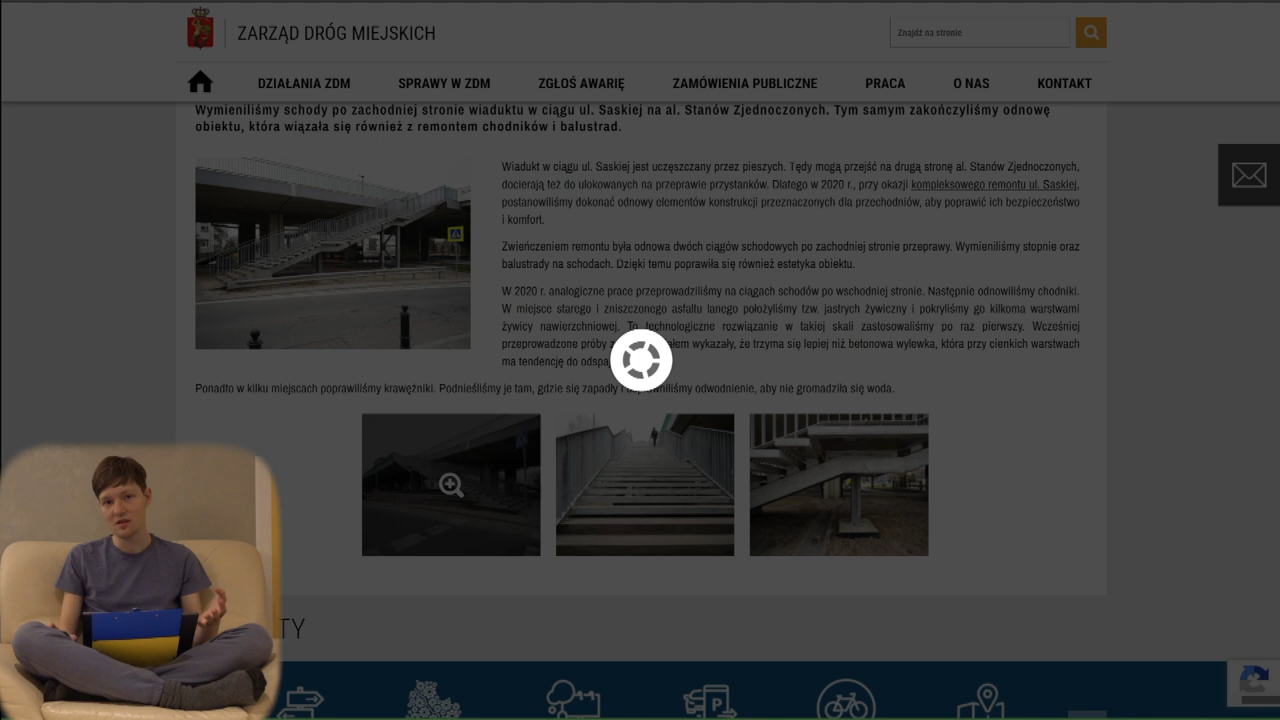 ZARZĄD DRÓG MIEJSKICH
Znajdź na stronie
DZIAŁANIA ZDM
SPRAWY W ZDM
ZGŁOŚ AWARIĘ
ZAMÓWIENIA PUBLICZNE
PRACA
O NAS
KONTAKT
Wymieniliśmy schody po zachodniej stronie wiaduktu w ciągu ul. Saskiej na al. Stanów Zjednoczonych. Tym samym zakończyliśmy odnowę
obiektu, która wiązała się również z remontem chodników i balustrad.
Wiadukt w ciągu ul. Saskiej jest uczęszczany przez pieszych. Tędy mogą przejść na drugą stronę al. Stanów Zjednoczonych,
docierają też do ulokowanych na przeprawie przystanków. Dlatego w 2020 r., przy okazji kompleksowego remontu ul. Saskiej,
postanowiliśmy dokonać odnowy elementów konstrukcji przeznaczonych dla przechodniów, aby poprawić ich bezpieczeństwo
i komfort.
Zwieńczeniem remontu była odnowa dwóch ciągów schodowych po zachodniej stronie przeprawy. Wymieniliśmy stopnie oraz
balustrady na schodach. Dzięki temu poprawiła się również estetyka obiektu.
W 2020 r. analogiczne prace przeprowadziliśmy na ciągach schodów po wschodniej stronie. Następnie odnowiliśmy chodniki.
W miejsce starego i zniszczonego asfaltu lanego położyliśmy tzw. jastrych żywiczny i pokryliśmy go kilkoma warstwami
żywicy nawierzchniowej. To technologiczne rozwiązanie w takiej skali zastosowaliśmy po raz pierwszy. Wcześniej
przeprowadzone próby wykazały, że trzyma się lepiej niż betonowa wylewka, która przy cienkich warstwach
ma tendencję do
Ponadto w kilku miejscach poprawiliśmy krawężniki. Podnieśliśmy je tam, gdzie się zapadły i odwodnienie, aby nie gromadziła się woda.
TY
P